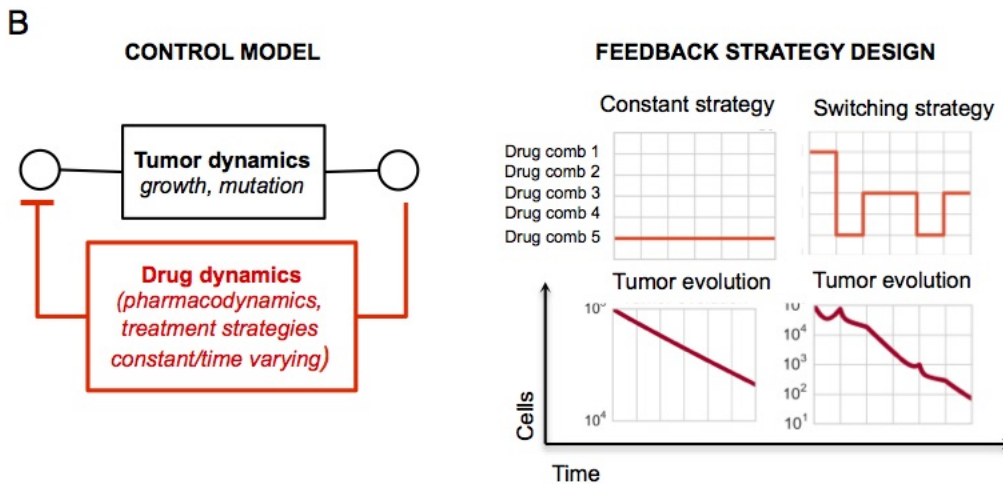 B
CONTROL MODEL
Tumor dynamics
growth, mutation
Drug dynamics
(pharmacodynamics,
treatment strategies
constant/time varying)
FEEDBACK STRATEGY DESIGN
Constant strategy
Switching strategy
Drug comb 1
Drug comb 2
Drug comb 3
Drug comb 4
Drug comb 5
Tumor evolution
Tumor evolution
10⁴
10⁴
10³
10²
10¹
Cells
Time